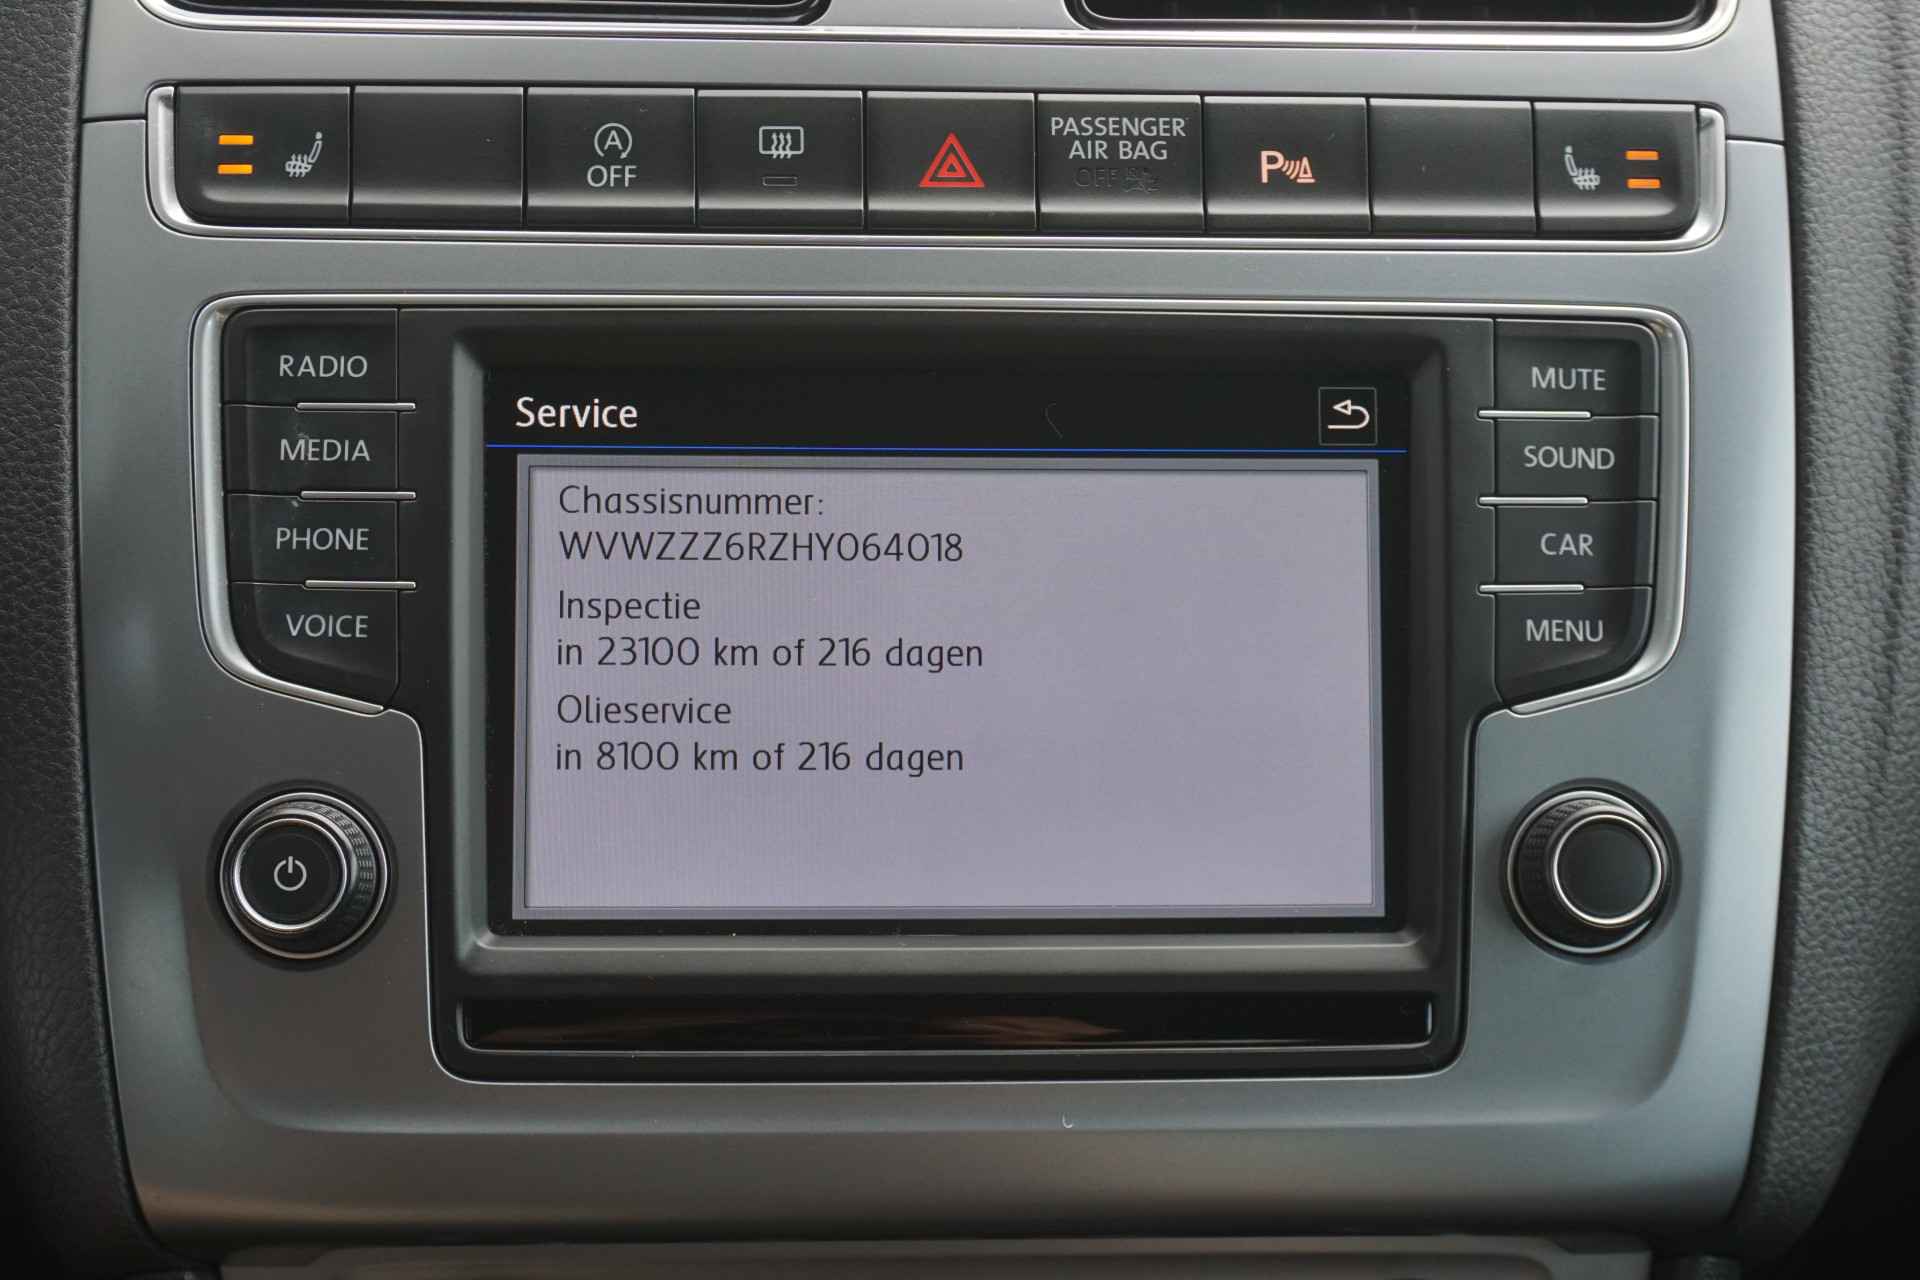 A
OFF
PASSENGER
AIR BAG
OFF
P
RADIO
MEDIA
PHONE
VOICE
Service
Chassisnummer:
WVWZZZ6RZHY064018
Inspectie
in 23100 km of 216 dagen
Olieservice
in 8100 km of 216 dagen
MUTE
SOUND
CAR
MENU